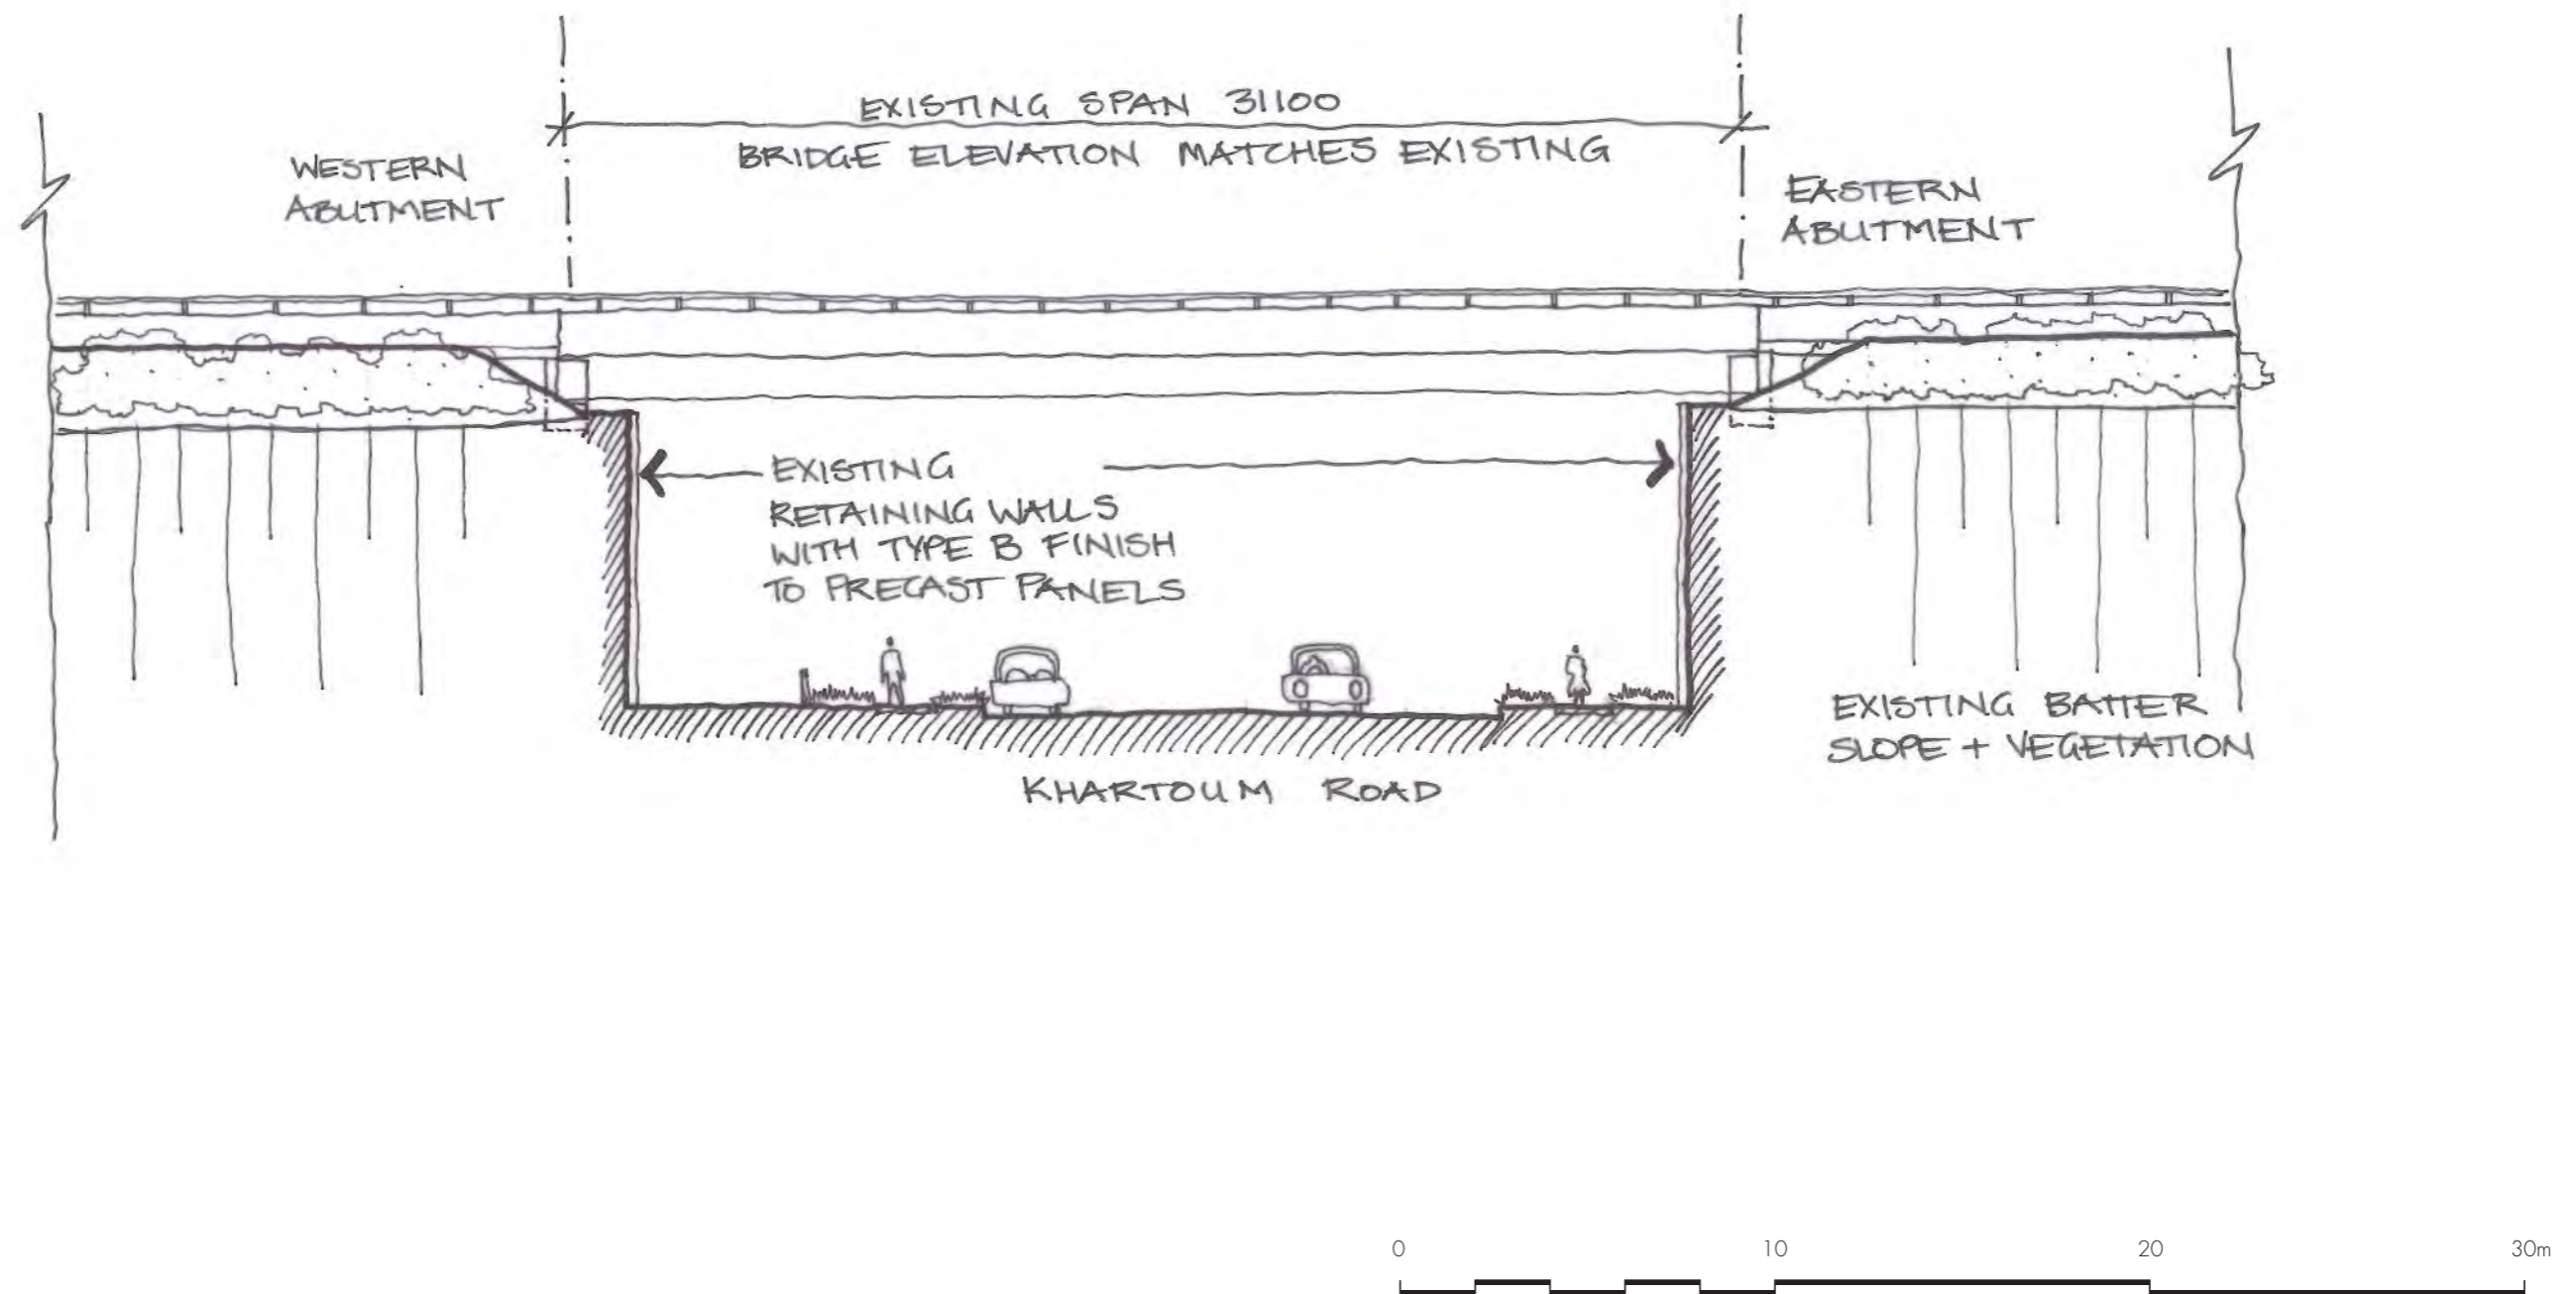 EXISTING SPAN 31100
BRIDGE ELEVATION MATCHES EXISTING
WESTERN
ABUTMENT
EASTERN
ABUTMENT
EXISTING
RETAINING WALLS
WITH TYPE B FINISH
TO PRECAST PANELS
EXISTING BATTER
SLOPE + VEGETATION
KHARTOUM ROAD
0 10 20 30m